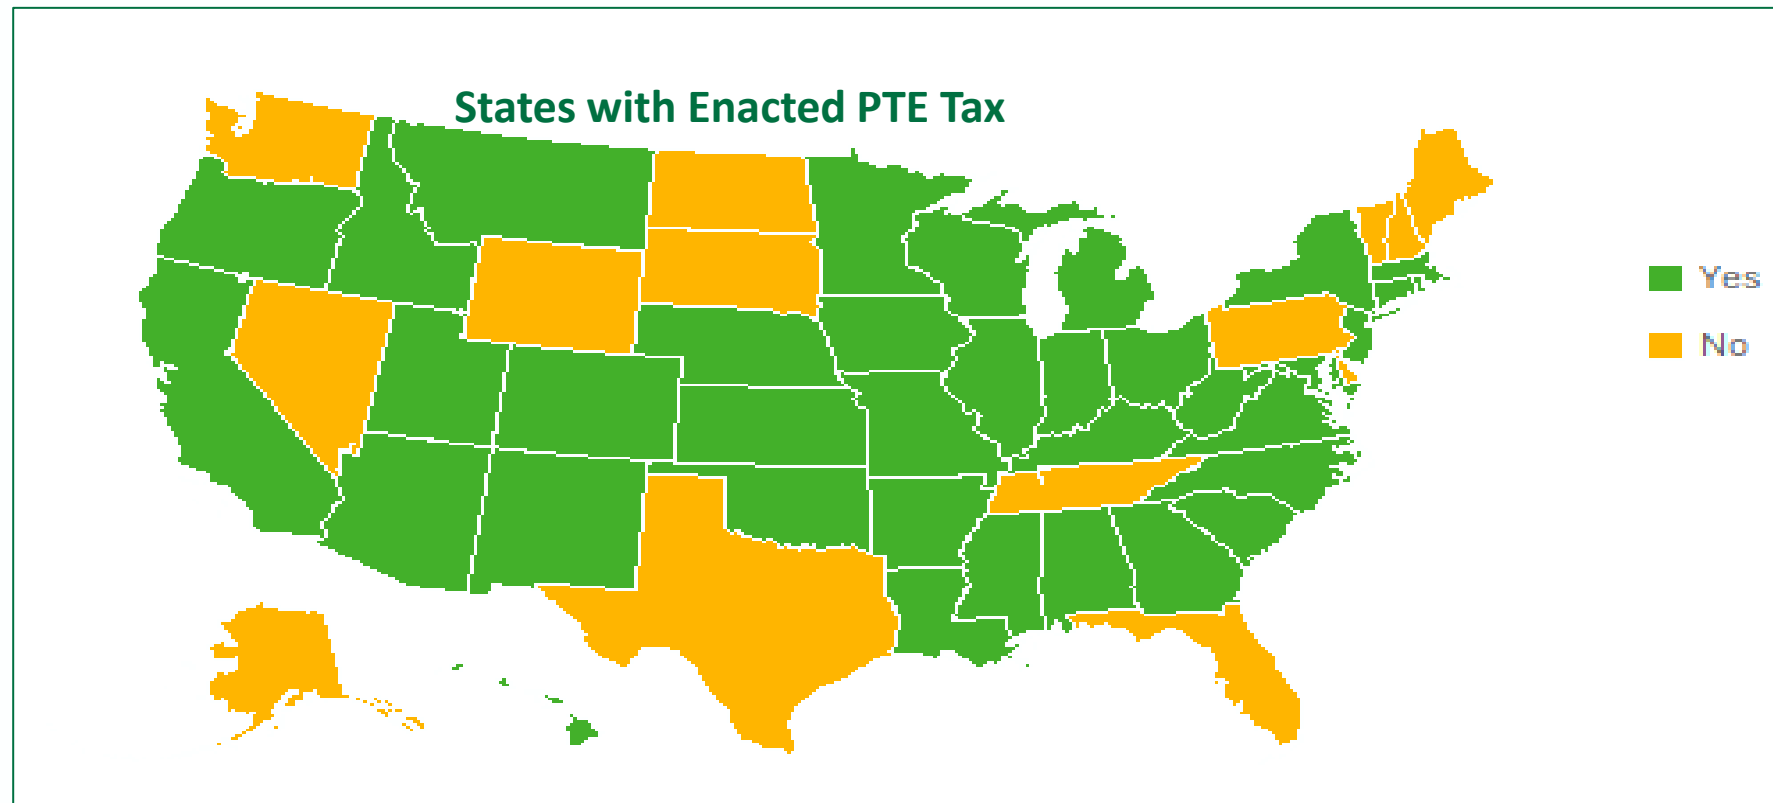 States with Enacted PTE Tax
Yes
No